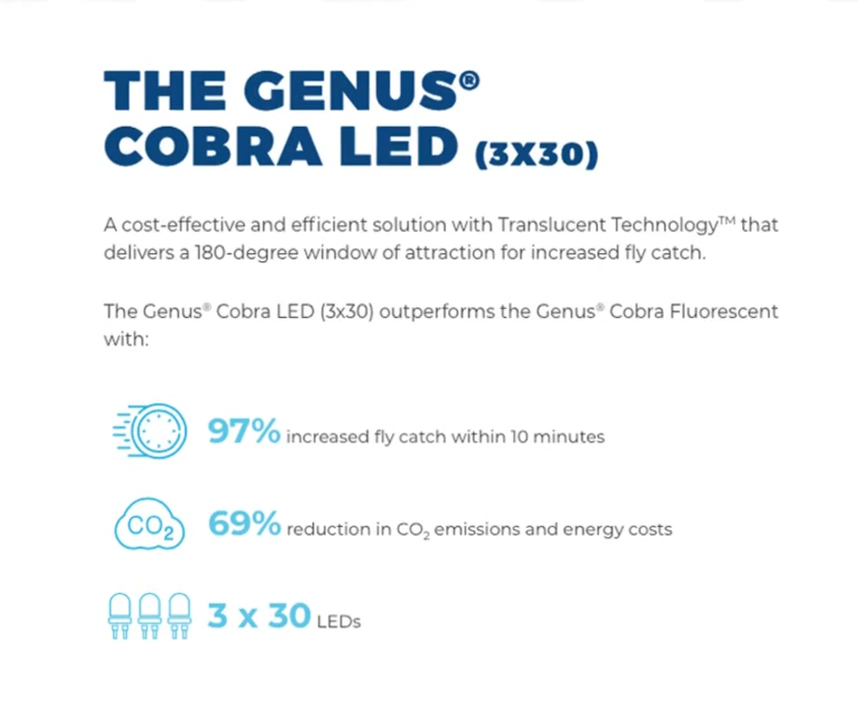 THE GENUS®
COBRA LED (3X30)
A cost-effective and efficient solution with Translucent Technology™ that
delivers a 180-degree window of attraction for increased fly catch.
The Genus® Cobra LED (3x30) outperforms the Genus® Cobra Fluorescent
with:
97% increased fly catch within 10 minutes
CO₂
69% reduction in CO₂ emissions and energy costs
3 x 30 LEDs